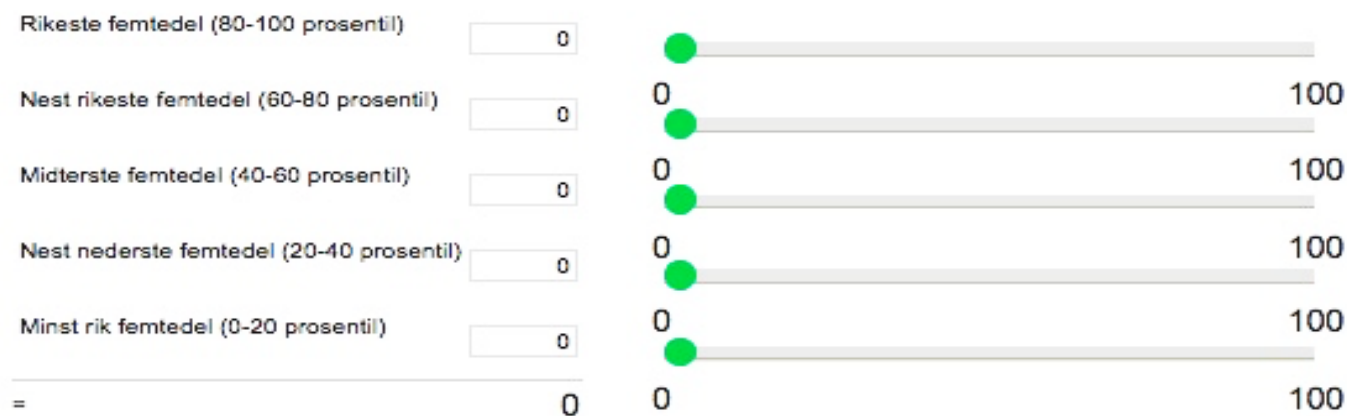 Rikeste femtedel (80-100 prosentil) 0
0 100
Nest rikeste femtedel (60-80 prosentil) 0
0 100
Midterste femtedel (40-60 prosentil) 0
0 100
Nest nederste femtedel (20-40 prosentil) 0
0 100
Minst rik femtedel (0-20 prosentil) 0
0 100
= 0